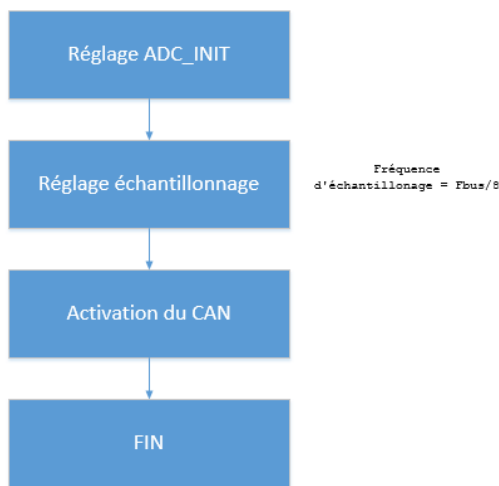 Réglage ADC_INIT
Réglage échantillonnage
Fréquence
d'échantillonage = Fbus/8
Activation du CAN
FIN